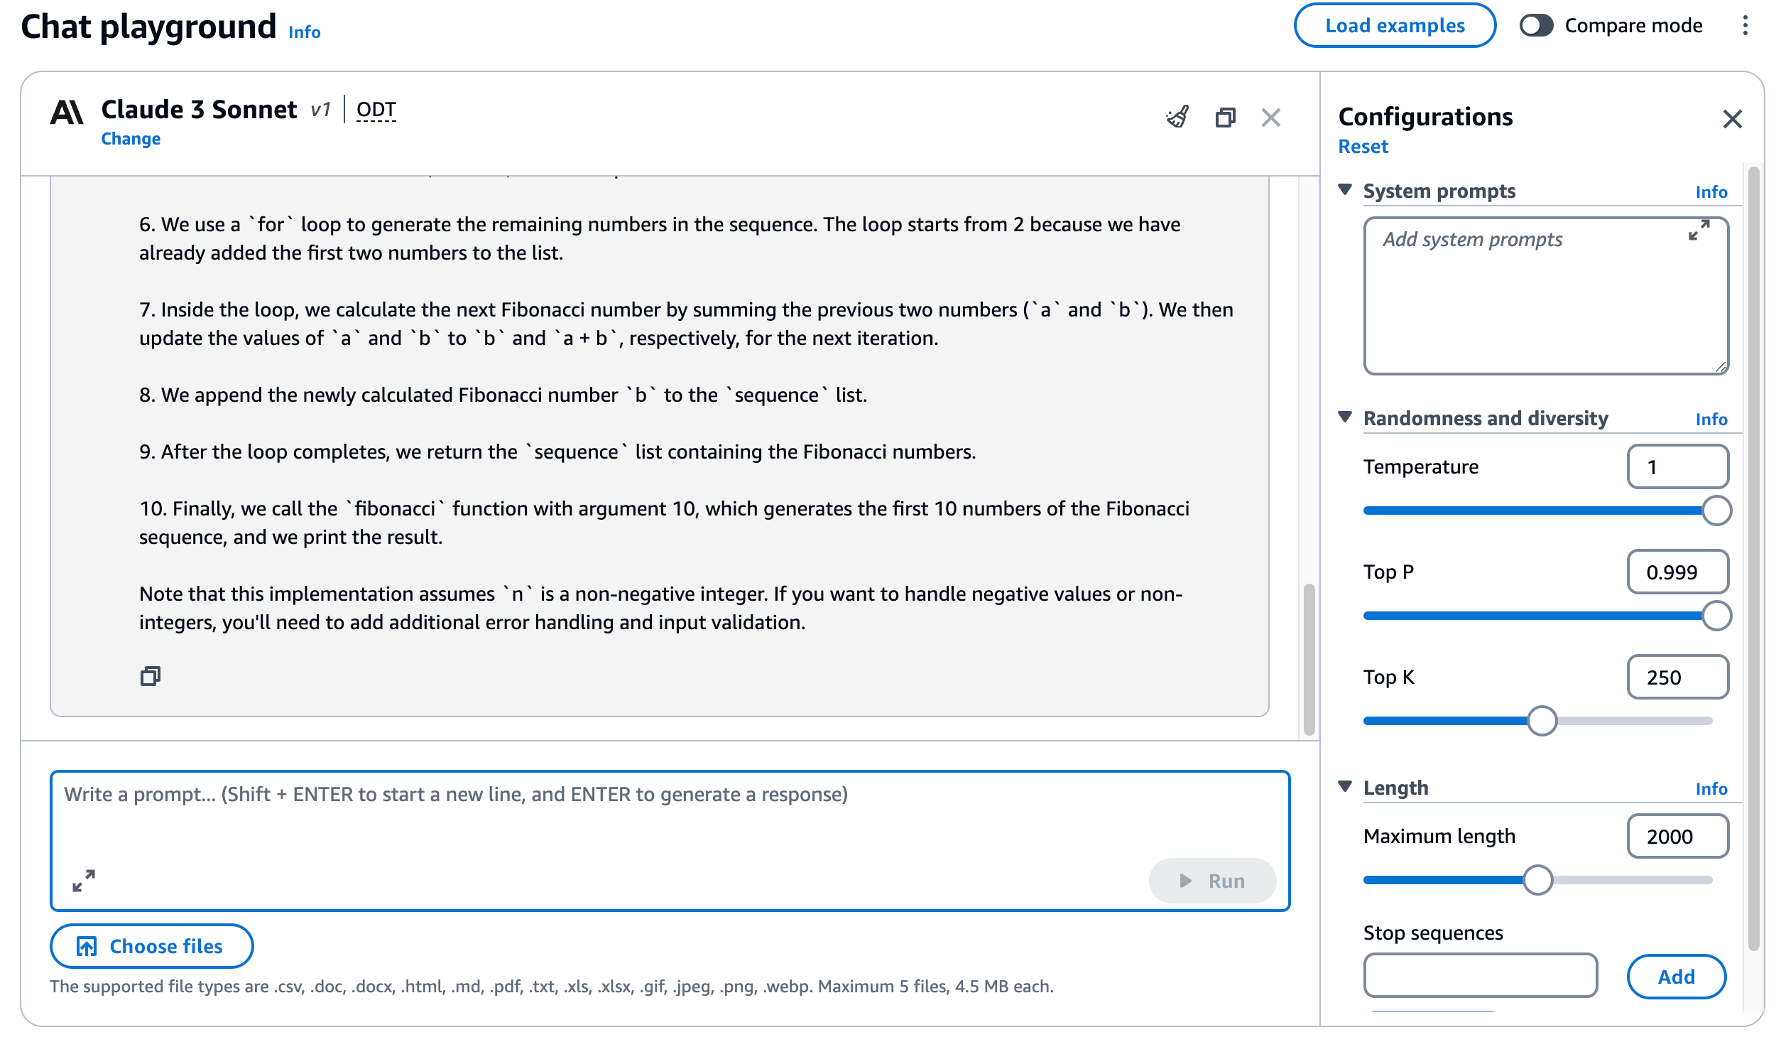 Chat playground Info
Load examples
Compare mode
Claude 3 Sonnet v1 | ODT
Change
6. We use a `for` loop to generate the remaining numbers in the sequence. The loop starts from 2 because we have
already added the first two numbers to the list.
7. Inside the loop, we calculate the next Fibonacci number by summing the previous two numbers (`a` and `b`). We then
update the values of `a` and `b` to `b` and `a + b`, respectively, for the next iteration.
8. We append the newly calculated Fibonacci number `b` to the `sequence` list.
9. After the loop completes, we return the `sequence` list containing the Fibonacci numbers.
10. Finally, we call the `fibonacci` function with argument 10, which generates the first 10 numbers of the Fibonacci
sequence, and we print the result.
Note that this implementation assumes `n` is a non-negative integer. If you want to handle negative values or non-
integers, you'll need to add additional error handling and input validation.
Write a prompt... (Shift + ENTER to start a new line, and ENTER to generate a response)
Run
Choose files
The supported file types are .csv, .doc, .docx, .html, .md, .pdf, .txt, .xls, .xlsx, .gif, .jpeg, .png, .webp. Maximum 5 files, 4.5 MB each.
Configurations
Reset
System prompts Info
Add system prompts
Randomness and diversity Info
Temperature 1
Top P 0.999
Top K 250
Length Info
Maximum length 2000
Stop sequences
Add